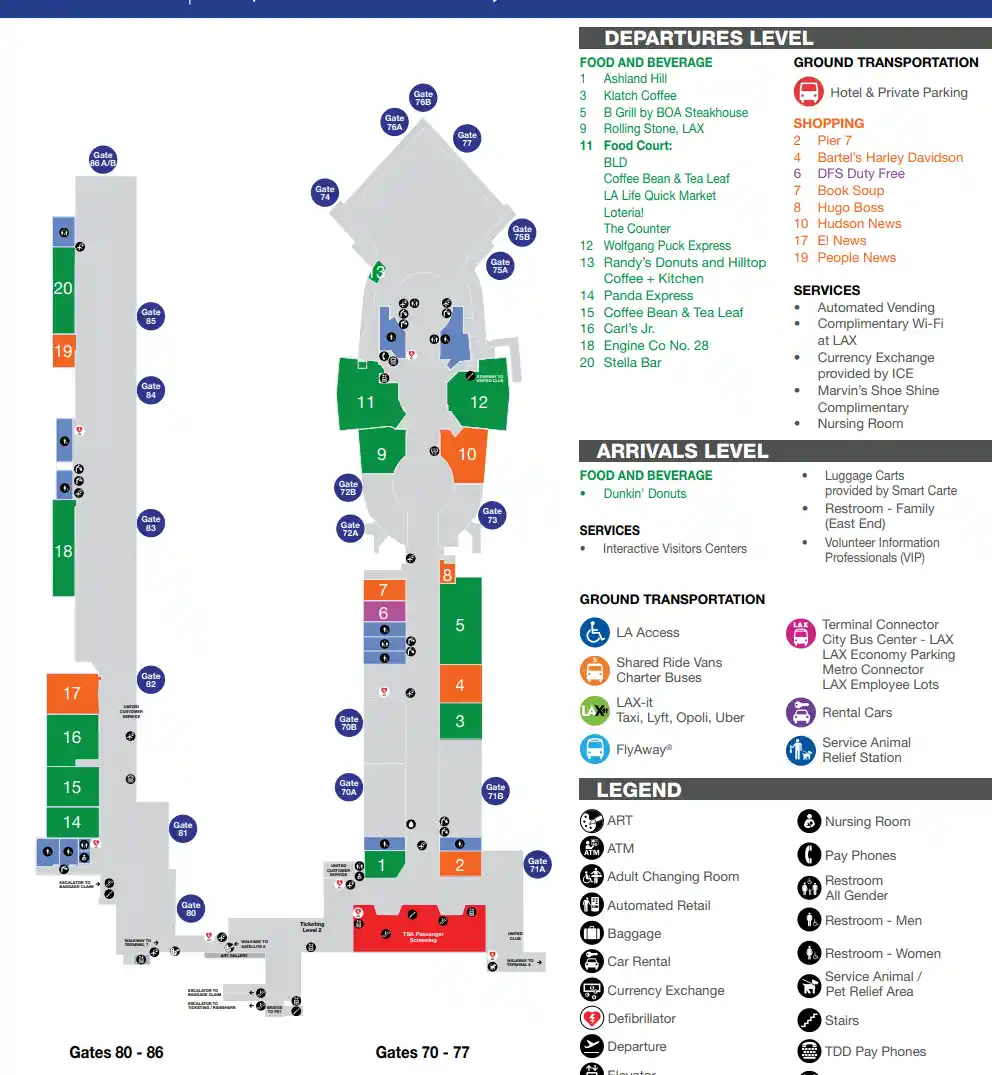 Gate
76B
Gate
76A
Gate
77
Gate
86 A/B
Gate
74
Gate
75B
Gate
75A
13
20
Gate
85
19
Gate
84
STAIRWAY TO
UNITED CLUB
11
12
9
10
Gate
72B
Gate
73
Gate
72A
Gate
83
18
8
7
6
5
Gate
82
17
4
UNITED
CUSTOMER
SERVICE
3
Gate
70B
16
15
Gate
70A
Gate
71B
14
Gate
81
1
2
Gate
71A
UNITED
CUSTOMER
SERVICE
ESCALATOR TO
BAGGAGE CLAIM
Gate
80
Ticketing
Level 2
TSA Passenger
Screening
UNITED
CLUB
WALKWAY TO
TERMINAL 7
WALKWAY TO
SATELLITE 8
ART GALLERY
WALKWAY TO
TERMINAL 6
ESCALATOR TO
BAGGAGE CLAIM
ESCALATOR TO
TICKETING / RIDESHARE
BRIDGE
TO P87
Gates 80 - 86
Gates 70 - 77
DEPARTURES LEVEL
FOOD AND BEVERAGE
1 Ashland Hill
3 Klatch Coffee
5 B Grill by BOA Steakhouse
9 Rolling Stone, LAX
11 Food Court:
BLD
Coffee Bean & Tea Leaf
LA Life Quick Market
Loteria!
The Counter
12 Wolfgang Puck Express
13 Randy's Donuts and Hilltop
Coffee + Kitchen
14 Panda Express
15 Coffee Bean & Tea Leaf
16 Carl's Jr.
18 Engine Co No. 28
20 Stella Bar
GROUND TRANSPORTATION
Hotel & Private Parking
SHOPPING
2 Pier 7
4 Bartel's Harley Davidson
6 DFS Duty Free
7 Book Soup
8 Hugo Boss
10 Hudson News
17 E! News
19 People News
SERVICES
• Automated Vending
• Complimentary Wi-Fi
at LAX
• Currency Exchange
provided by ICE
• Marvin's Shoe Shine
Complimentary
• Nursing Room
ARRIVALS LEVEL
FOOD AND BEVERAGE
• Dunkin' Donuts
SERVICES
• Interactive Visitors Centers
• Luggage Carts
provided by Smart Carte
• Restroom - Family
(East End)
• Volunteer Information
Professionals (VIP)
GROUND TRANSPORTATION
LA Access
Shared Ride Vans
Charter Buses
LAX-it
Taxi, Lyft, Opoli, Uber
FlyAway®
LAX
Terminal Connector
City Bus Center - LAX
LAX Economy Parking
Metro Connector
LAX Employee Lots
Rental Cars
Service Animal
Relief Station
LEGEND
ART
ATM
ATM
Adult Changing Room
Automated Retail
Baggage
Car Rental
Currency Exchange
Defibrillator
Departure
Elevator
Nursing Room
Pay Phones
Restroom
All Gender
Restroom - Men
Restroom - Women
Service Animal /
Pet Relief Area
Stairs
TDD Pay Phones